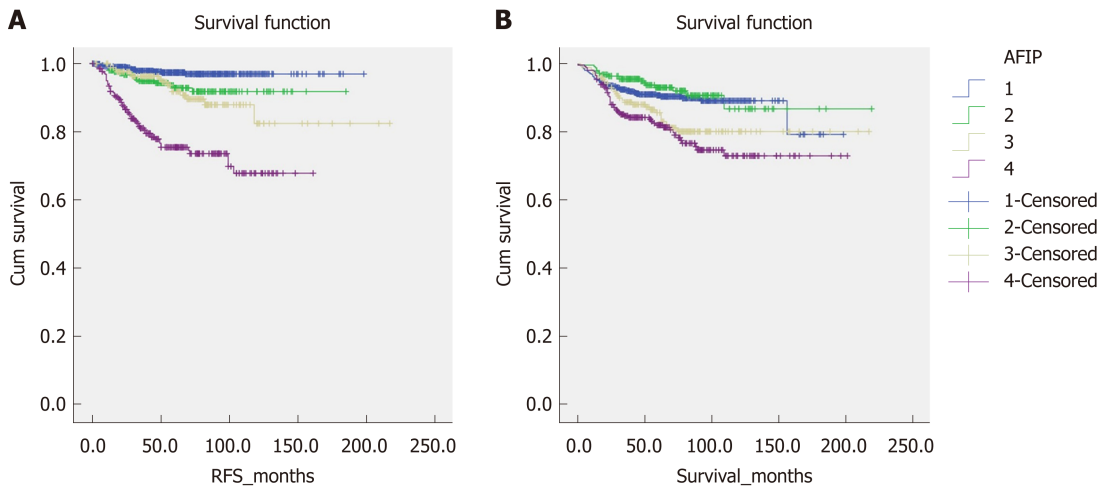 A
Survival function
1.0
0.8
0.6
0.4
0.2
0.0
Cum survival
0.0 50.0 100.0 150.0 200.0 250.0
RFS_months
B
Survival function
1.0
0.8
0.6
0.4
0.2
0.0
Cum survival
0.0 50.0 100.0 150.0 200.0 250.0
Survival_months
AFIP
1
2
3
4
1-Censored
2-Censored
3-Censored
4-Censored